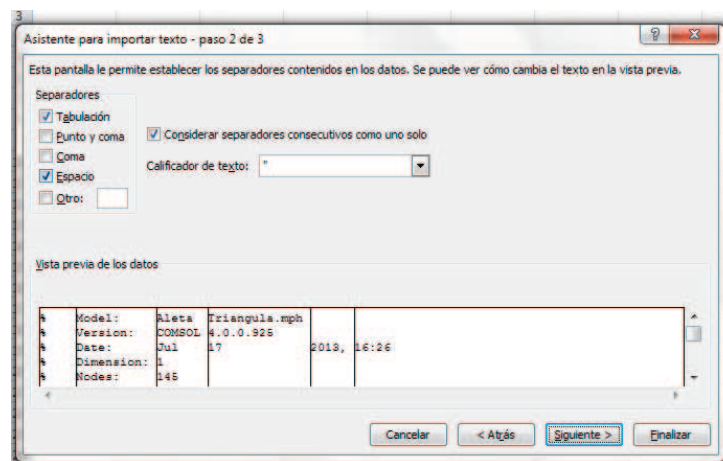 3
Asistente para importar texto - paso 2 de 3
Esta pantalla le permite establecer los separadores contenidos en los datos. Se puede ver cómo cambia el texto en la vista previa.
Separadores
Tabulación
Punto y coma
Coma
Espacio
Otro:
Considerar separadores consecutivos como uno solo
Calificador de texto: "
Vista previa de los datos
% Model: Aleta Triangula.mph
% Version: COMSOL 4.0.0.925
% Date: Jul 17 2013, 16:26
% Dimension: 1
% Nodes: 145
Cancelar < Atrás Siguiente > Finalizar